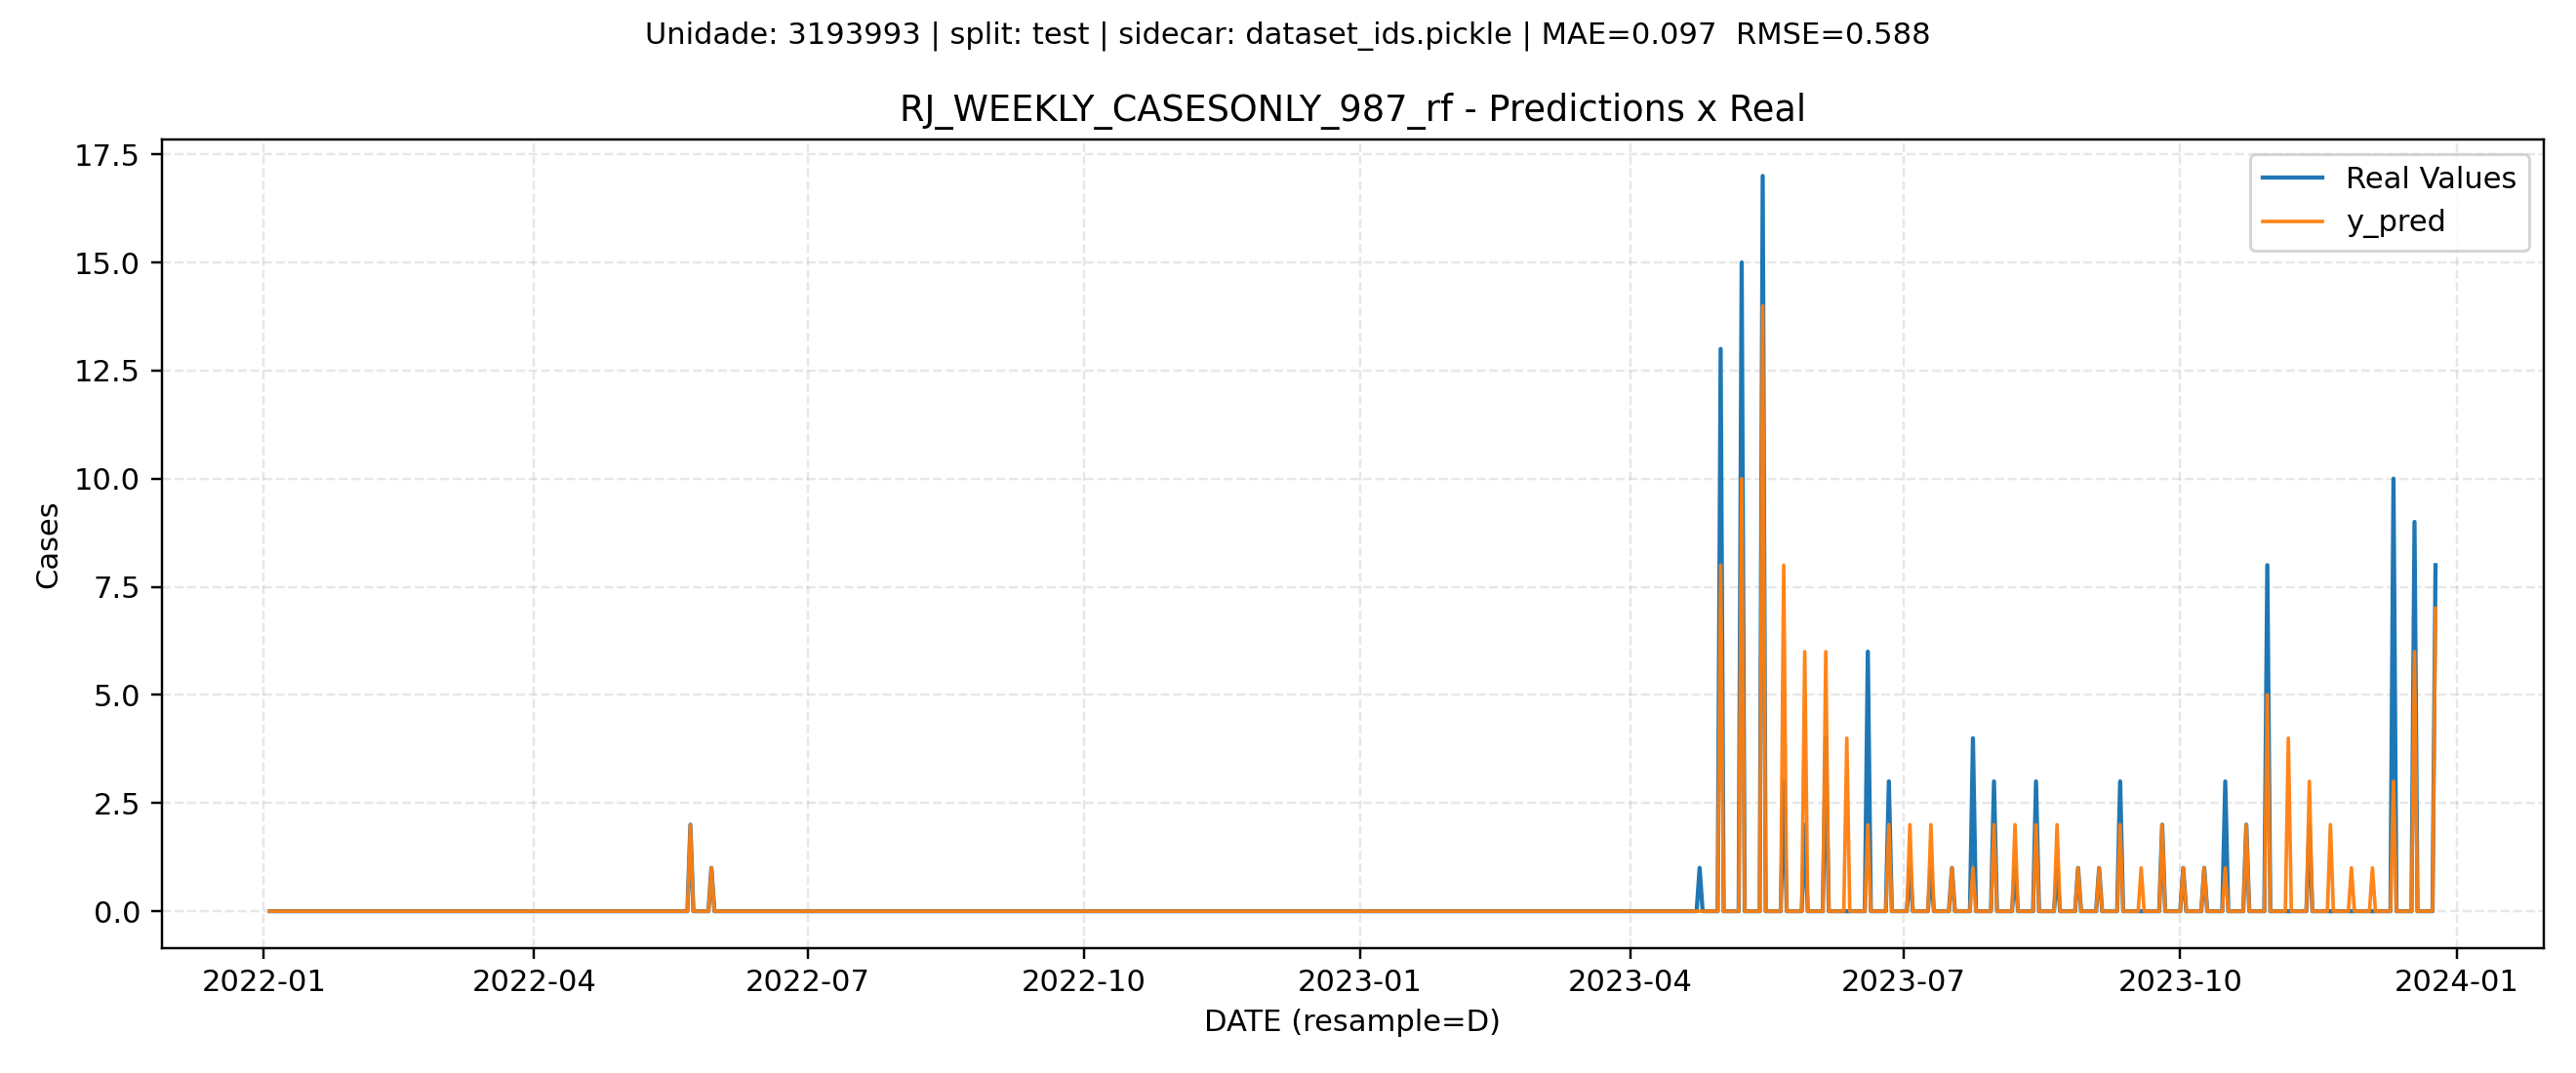 Unidade: 3193993 | split: test | sidecar: dataset_ids.pickle | MAE=0.097  RMSE=0.588
RJ_WEEKLY_CASESONLY_987_rf - Predictions x Real
17.5
15.0
12.5
10.0
7.5
5.0
2.5
0.0
Cases
Real Values
y_pred
2022-01 2022-04 2022-07 2022-10 2023-01 2023-04 2023-07 2023-10 2024-01
DATE (resample=D)